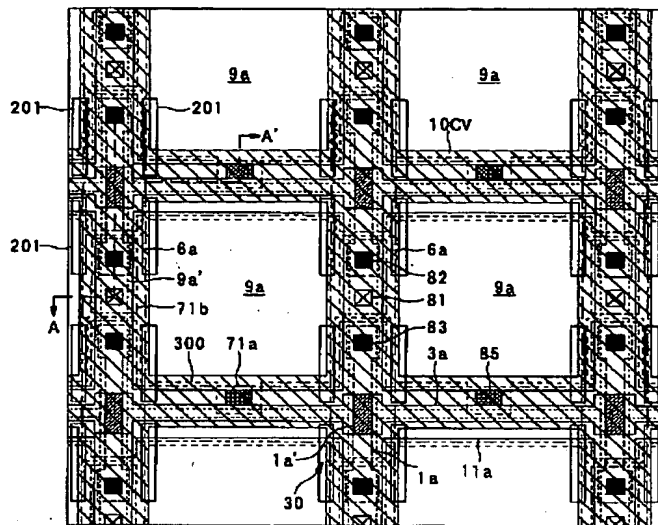 9a 9a
201 201 A' 10CV
201 6a 9a 6a 82 9a
9a' 81
A 71b 83
300 71a 3a 85
1a' 30 1a 11a